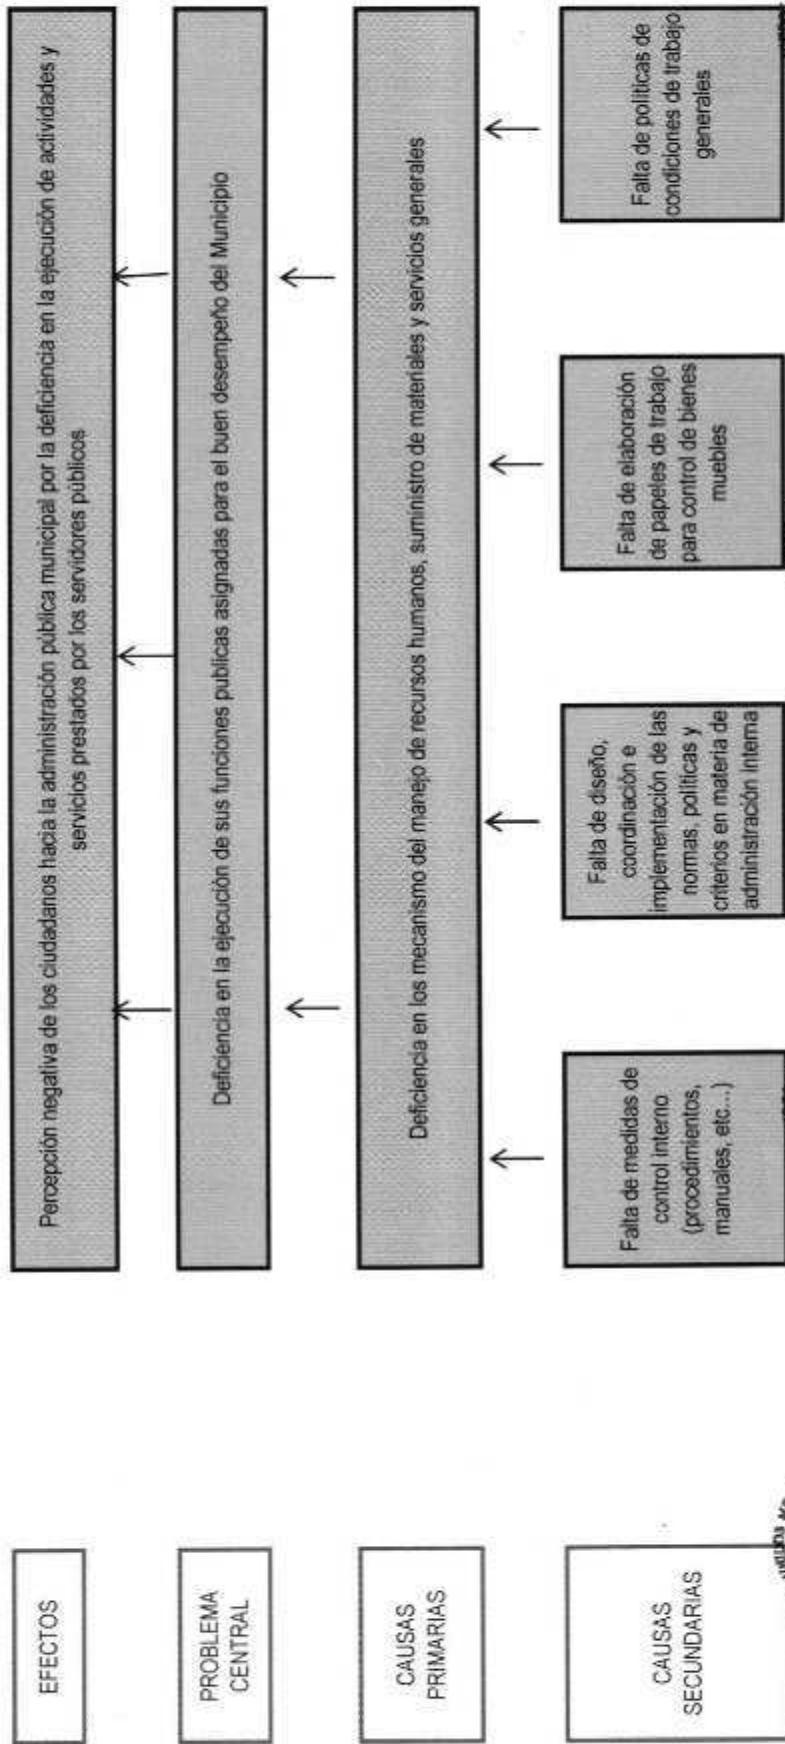 EFECTOS
Percepción negativa de los ciudadanos hacia la administración pública municipal por la deficiencia en la ejecución de actividades y
servicios prestados por los servidores públicos
PROBLEMA
CENTRAL
Deficiencia en la ejecución de sus funciones publicas asignadas para el buen desempeño del Municipio
CAUSAS
PRIMARIAS
Deficiencia en los mecanismo del manejo de recursos humanos, suministro de materiales y servicios generales
CAUSAS
SECUNDARIAS
Falta de medidas de
control interno
(procedimientos,
manuales, etc...)
Falta de diseño,
coordinación e
implementación de las
normas, políticas y
criterios en materia de
administración interna
Falta de elaboración
de papeles de trabajo
para control de bienes
muebles
Falta de políticas de
condiciones de trabajo
generales